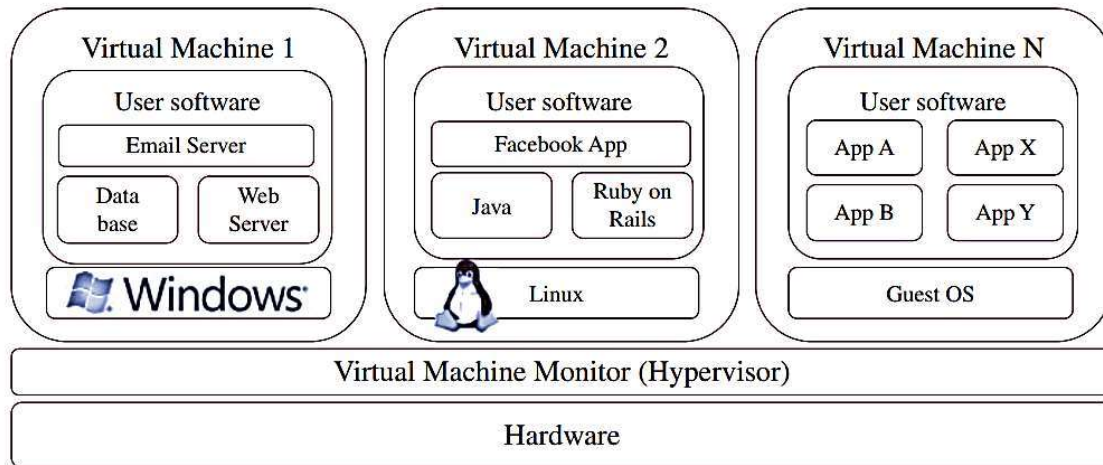 Virtual Machine 1
User software
Email Server
Data
base
Web
Server
Windows
Virtual Machine 2
User software
Facebook App
Java
Ruby on
Rails
Linux
Virtual Machine N
User software
App A
App X
App B
App Y
Guest OS
Virtual Machine Monitor (Hypervisor)
Hardware